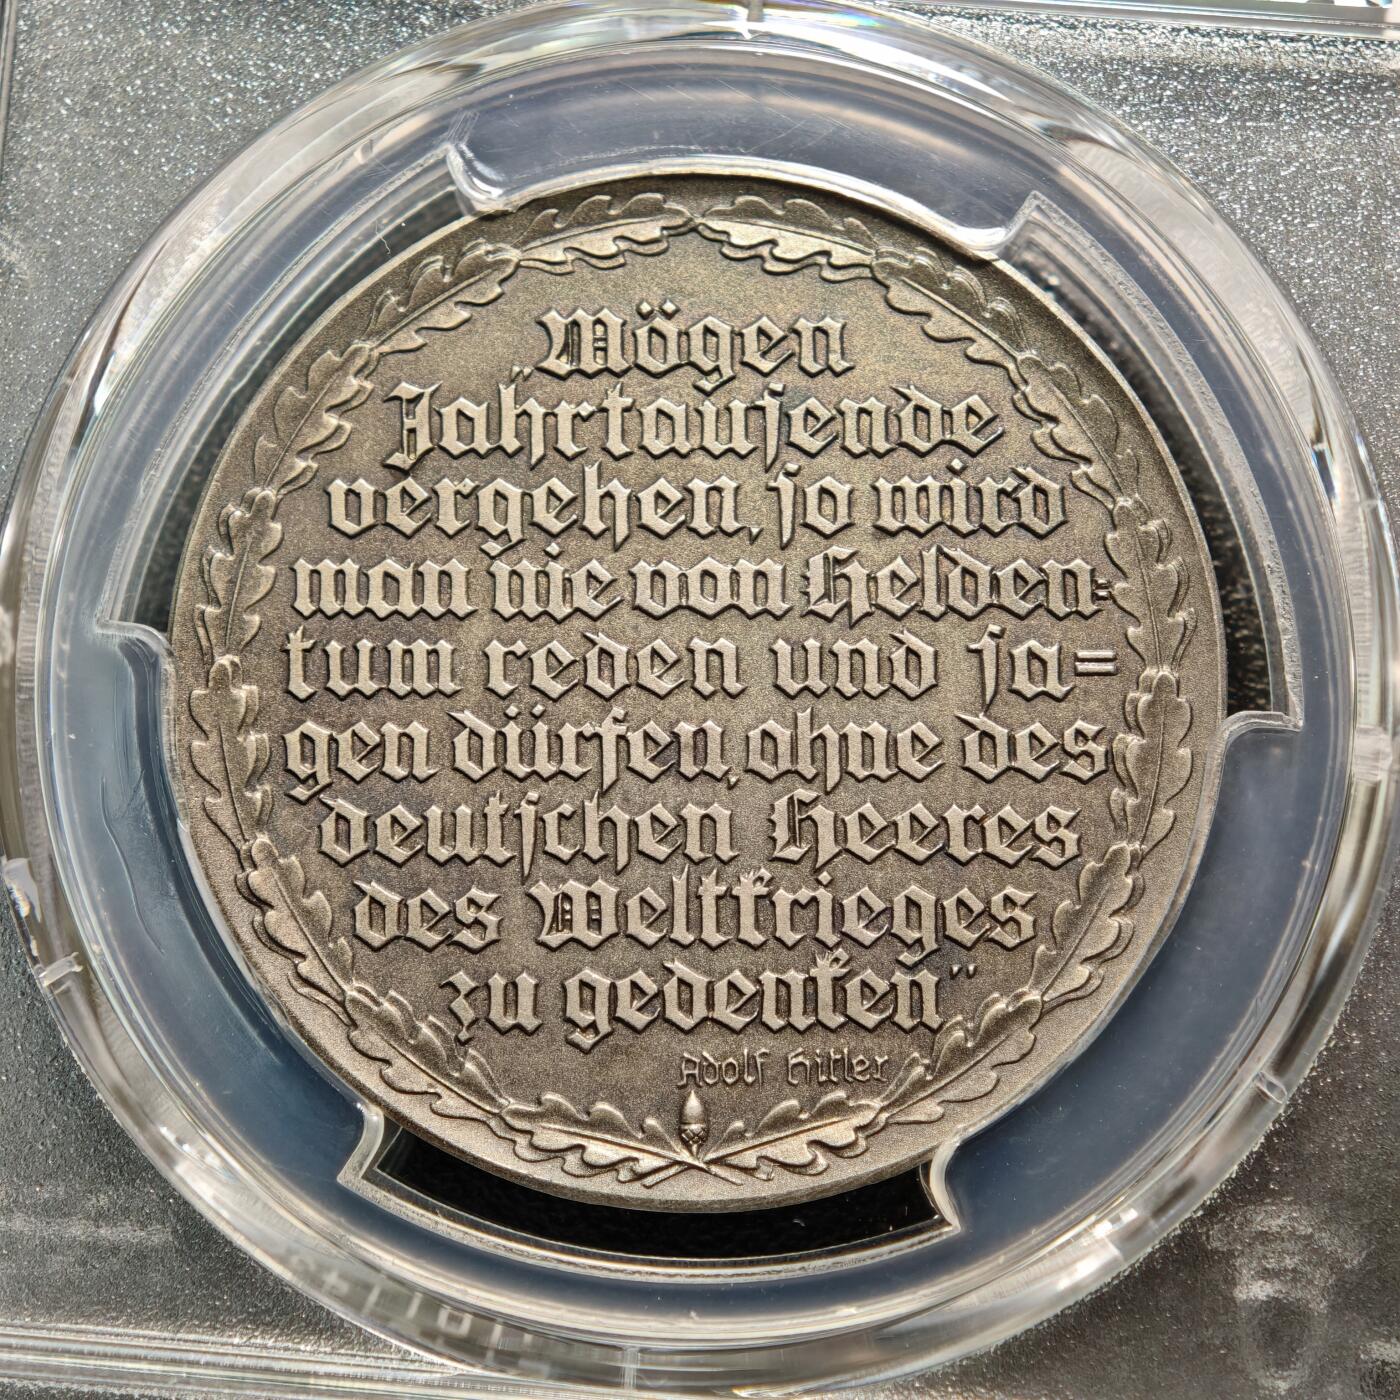 „Mögen
Jahrtausende
vergehen, so wird
man nie von Helden=
tum reden und sa=
gen dürfen, ohne des
deutschen Heeres
des Weltkrieges
zu gedenken"
Adolf Hitler